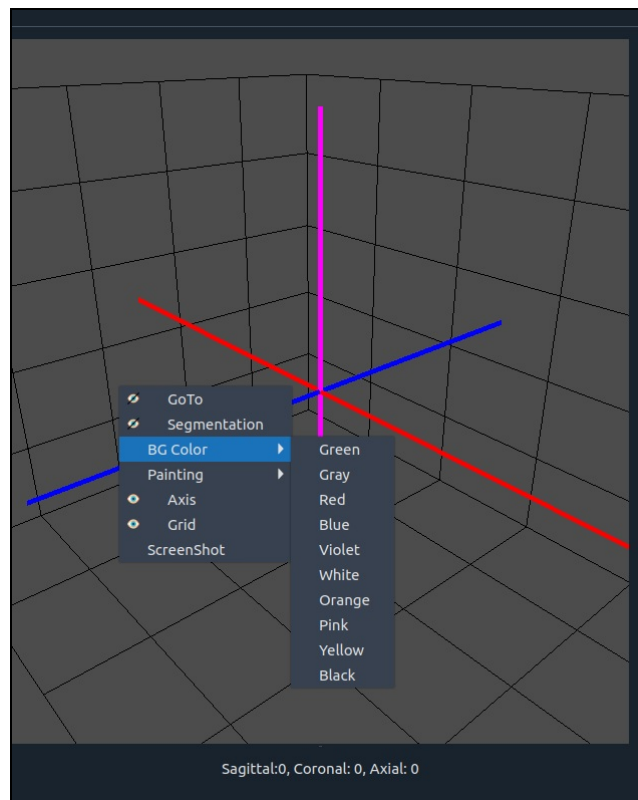 GoTo
Segmentation
BG Color
Painting
Axis
Grid
ScreenShot
Green
Gray
Red
Blue
Violet
White
Orange
Pink
Yellow
Black
Sagittal:0, Coronal: 0, Axial: 0